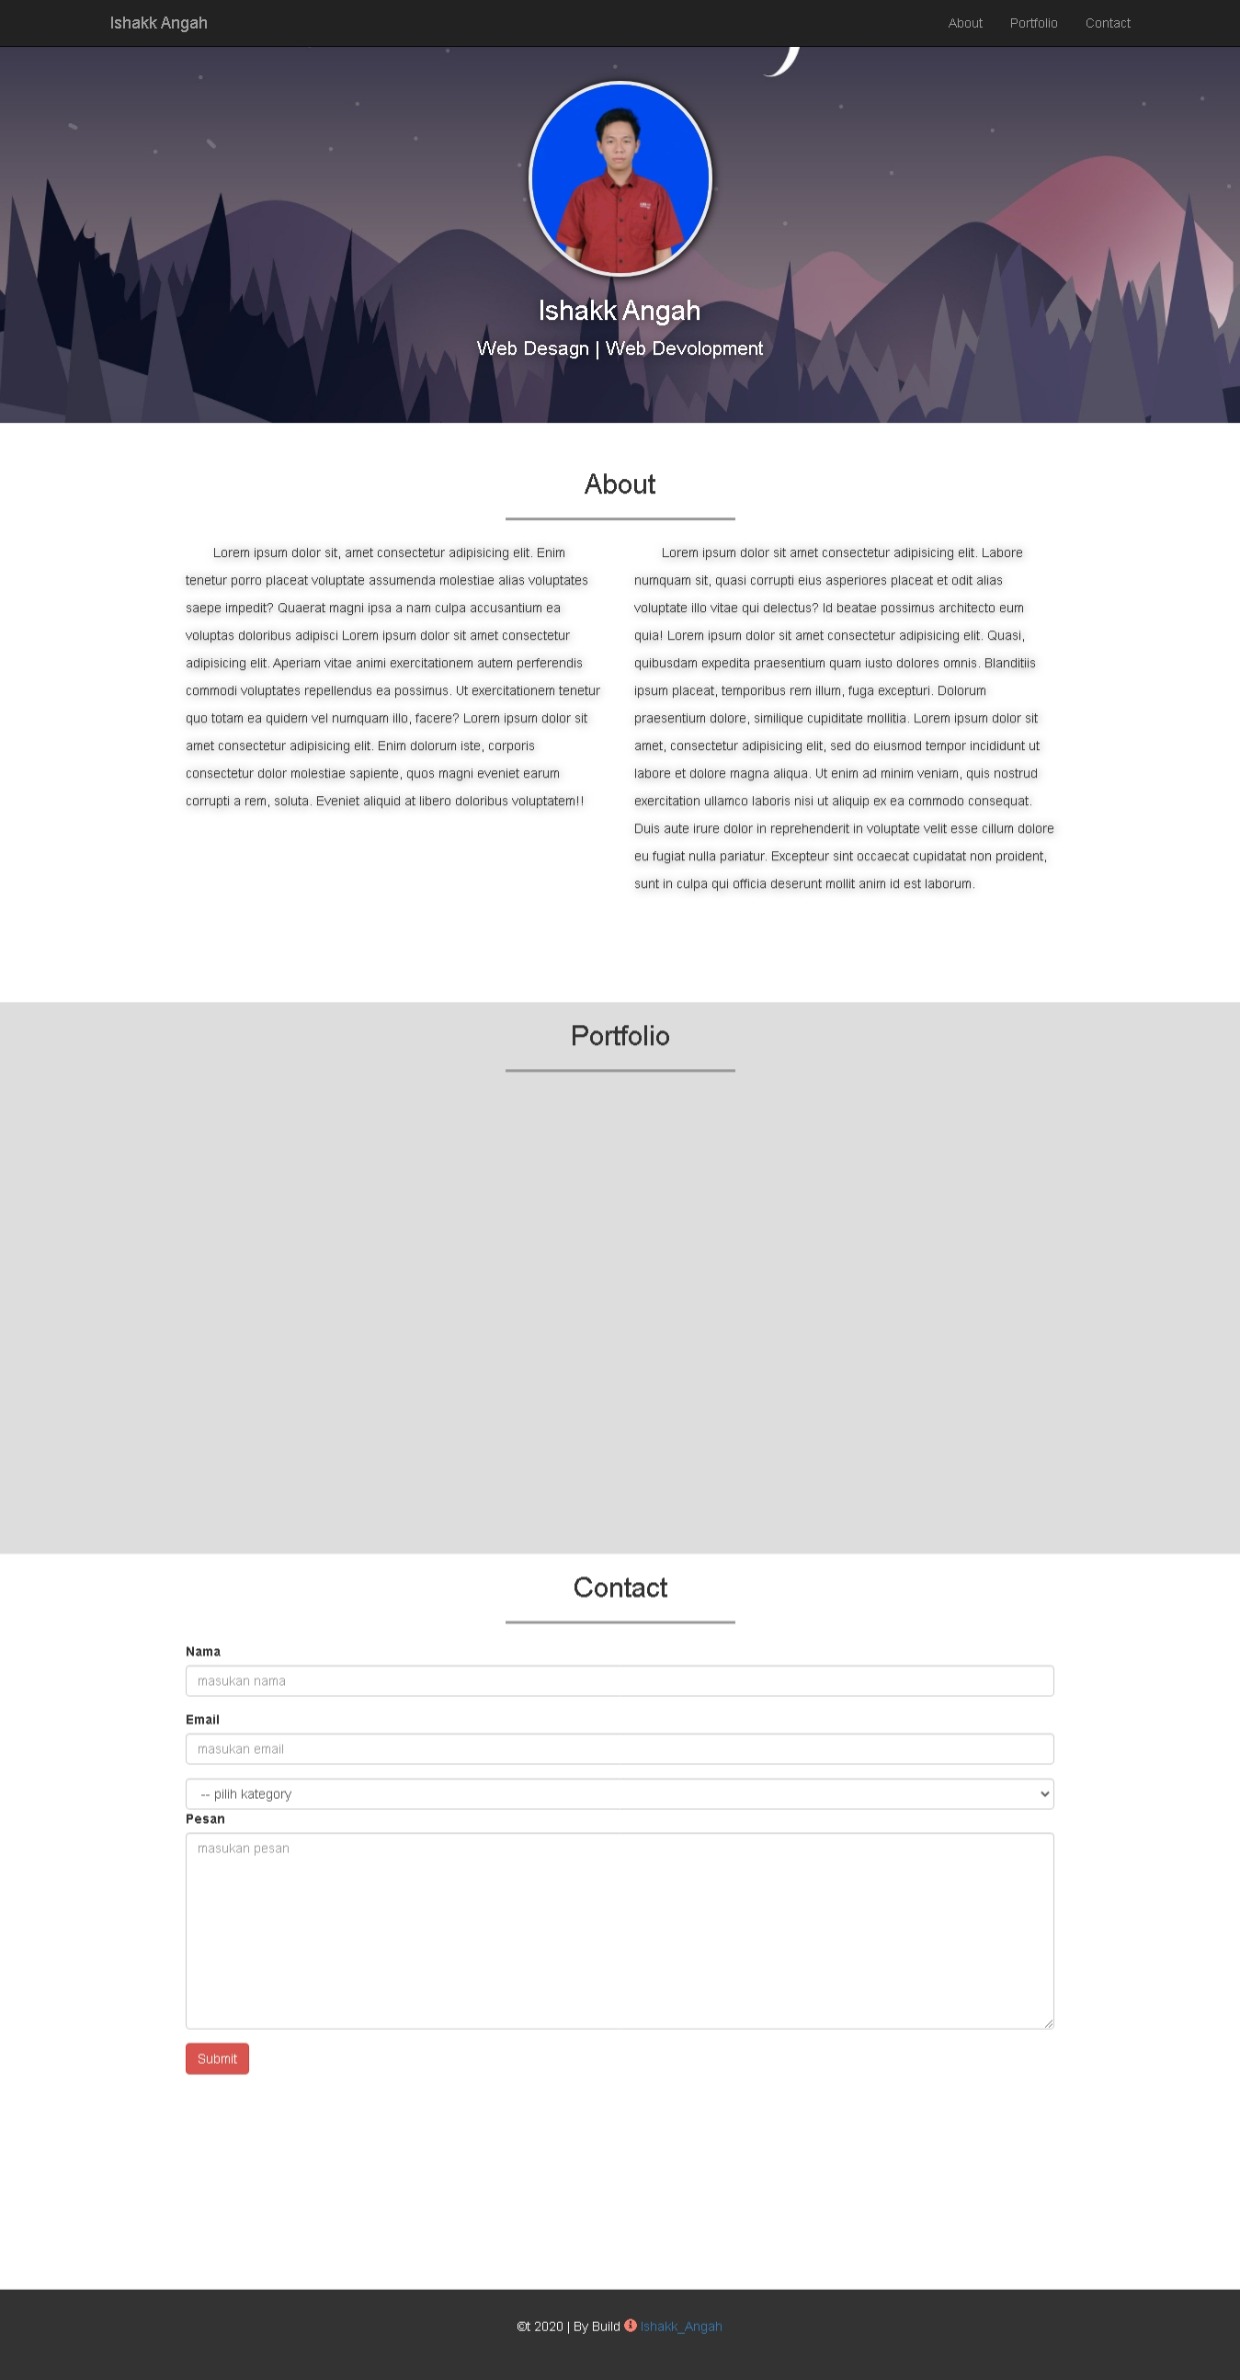 Ishakk Angah
About
Portfolio
Contact
Ishakk Angah
Web Desagn | Web Devolopment
About
Lorem ipsum dolor sit, amet consectetur adipisicing elit. Enim
tenetur porro placeat voluptate assumenda molestiae alias voluptates
saepe impedit? Quaerat magni ipsa a nam culpa accusantium ea
voluptas doloribus adipisci Lorem ipsum dolor sit amet consectetur
adipisicing elit. Aperiam vitae animi exercitationem autem perferendis
commodi voluptates repellendus ea possimus. Ut exercitationem tenetur
quo totam ea quidem vel numquam illo, facere? Lorem ipsum dolor sit
amet consectetur adipisicing elit. Enim dolorum iste, corporis
consectetur dolor molestiae sapiente, quos magni eveniet earum
corrupti a rem, soluta. Eveniet aliquid at libero doloribus voluptatem!!
Lorem ipsum dolor sit amet consectetur adipisicing elit. Labore
numquam sit, quasi corrupti eius asperiores placeat et odit alias
voluptate illo vitae qui delectus? Id beatae possimus architecto eum
quia! Lorem ipsum dolor sit amet consectetur adipisicing elit. Quasi,
quibusdam expedita praesentium quam iusto dolores omnis. Blanditiis
ipsum placeat, temporibus rem illum, fuga excepturi. Dolorum
praesentium dolore, similique cupiditate mollitia. Lorem ipsum dolor sit
amet, consectetur adipisicing elit, sed do eiusmod tempor incididunt ut
labore et dolore magna aliqua. Ut enim ad minim veniam, quis nostrud
exercitation ullamco laboris nisi ut aliquip ex ea commodo consequat.
Duis aute irure dolor in reprehenderit in voluptate velit esse cillum dolore
eu fugiat nulla pariatur. Excepteur sint occaecat cupidatat non proident,
sunt in culpa qui officia deserunt mollit anim id est laborum.
Portfolio
Contact
Nama
masukan nama
Email
masukan email
-- pilih kategory
Pesan
masukan pesan
Submit
©t 2020 | By Build Ishakk_Angah